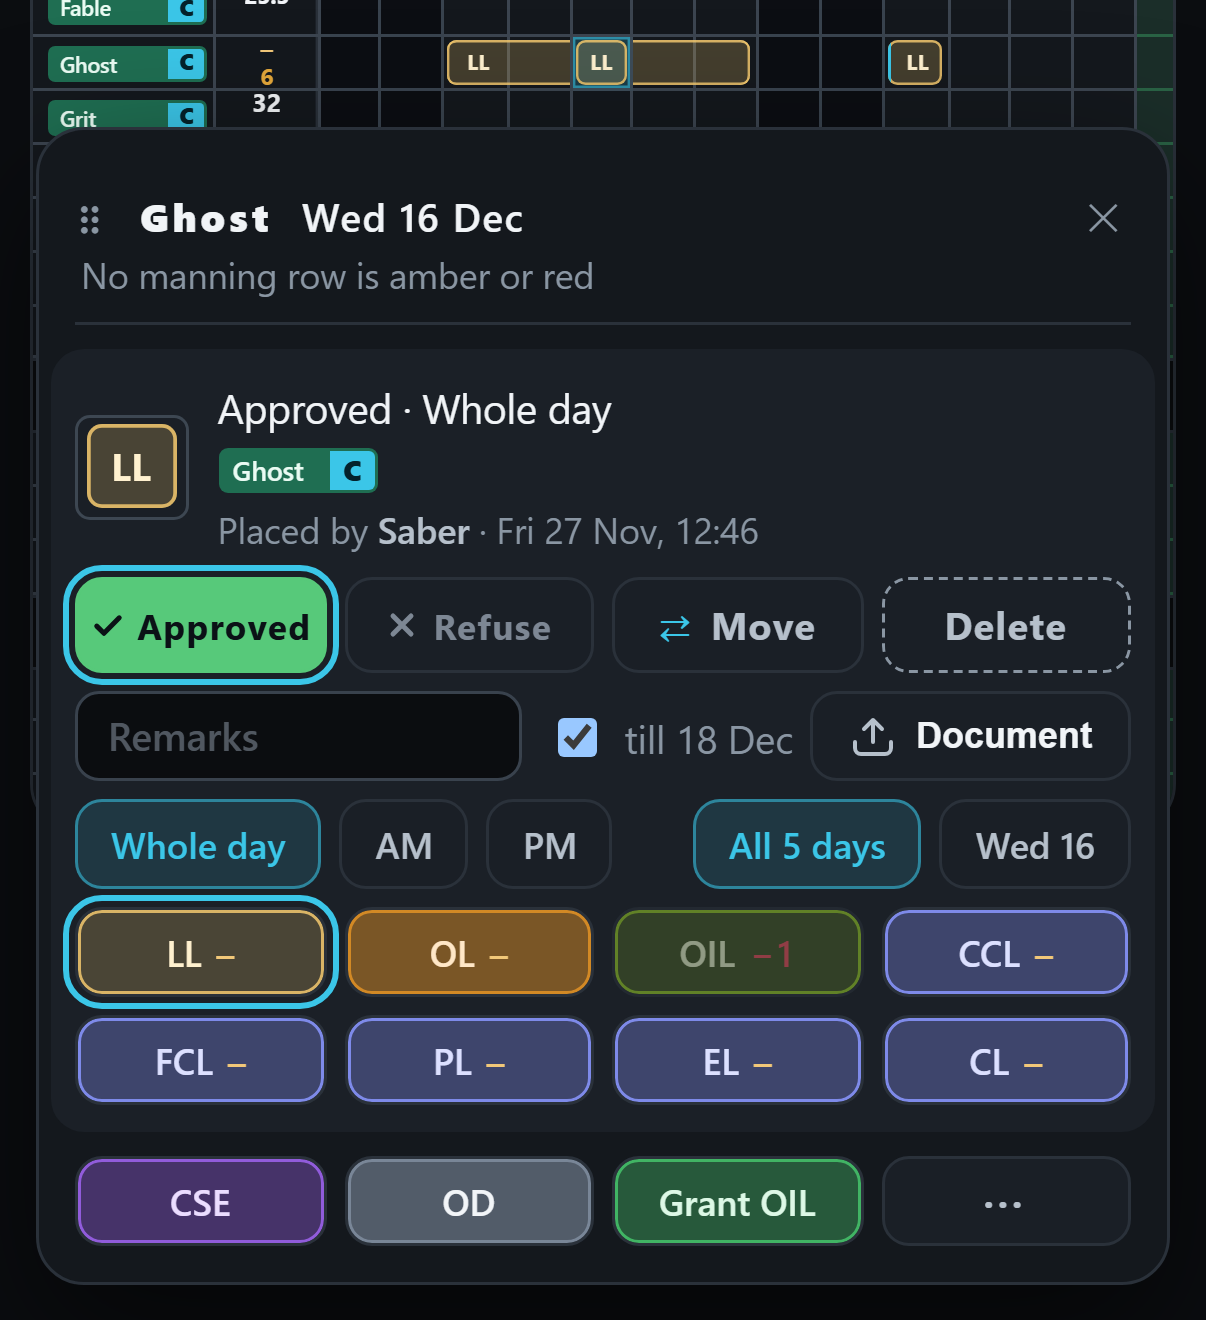 Fable C
Ghost C – LL LL LL
6
Grit C 32
Ghost Wed 16 Dec
No manning row is amber or red
LL Approved · Whole day
Ghost C
Placed by Saber · Fri 27 Nov, 12:46
Approved Refuse Move Delete
Remarks till 18 Dec Document
Whole day AM PM All 5 days Wed 16
LL – OL – OIL –1 CCL –
FCL – PL – EL – CL –
CSE OD Grant OIL ...